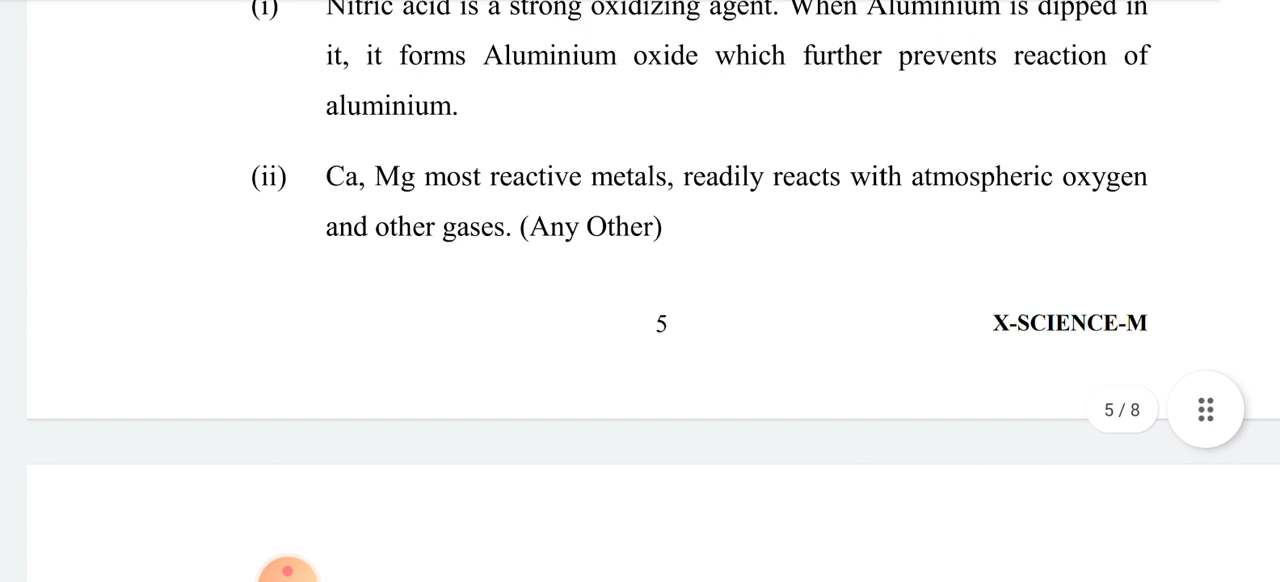 (i) Nitric acid is a strong oxidizing agent. When Aluminium is dipped in
it, it forms Aluminium oxide which further prevents reaction of
aluminium.
(ii) Ca, Mg most reactive metals, readily reacts with atmospheric oxygen
and other gases. (Any Other)
5 X-SCIENCE-M
5 / 8